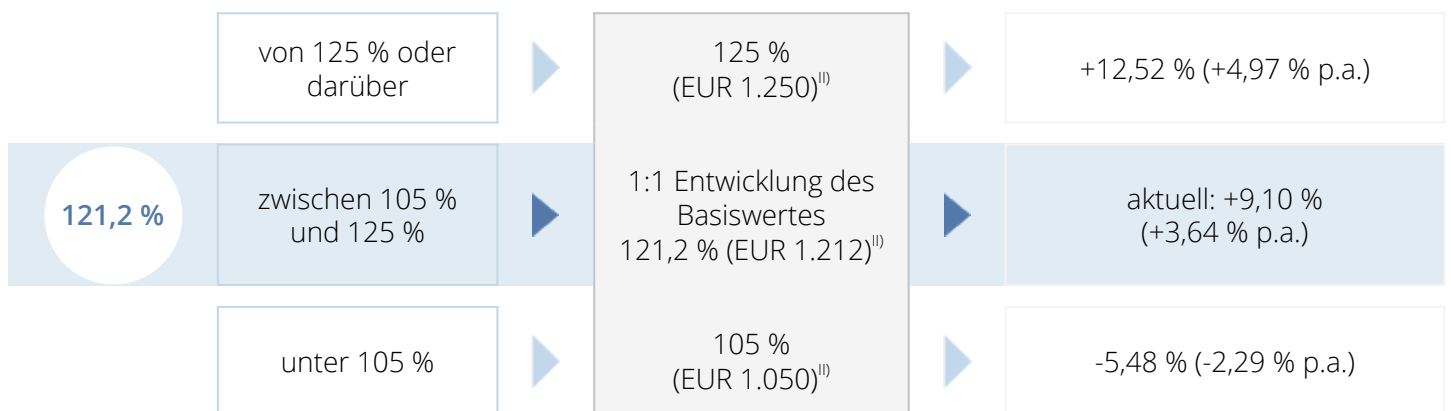 von 125 % oder
darüber
125 %
(EUR 1.250)II)
+12,52 % (+4,97 % p.a.)
121,2 %
zwischen 105 %
und 125 %
1:1 Entwicklung des
Basiswertes
121,2 % (EUR 1.212)II)
aktuell: +9,10 %
(+3,64 % p.a.)
unter 105 %
105 %
(EUR 1.050)II)
-5,48 % (-2,29 % p.a.)